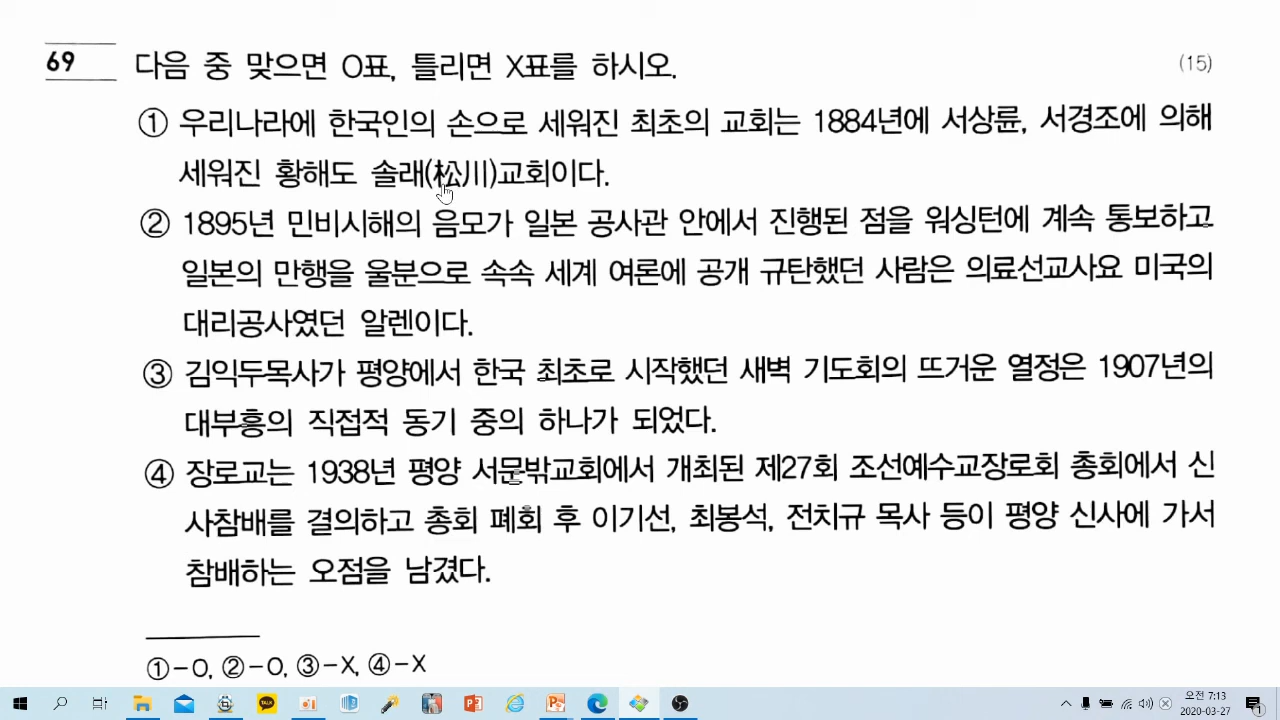 69 다음 중 맞으면 O표, 틀리면 X표를 하시오. (15)
① 우리나라에 한국인의 손으로 세워진 최초의 교회는 1884년에 서상륜, 서경조에 의해
세워진 황해도 솔래(松川)교회이다.
② 1895년 민비시해의 음모가 일본 공사관 안에서 진행된 점을 워싱턴에 계속 통보하고
일본의 만행을 울분으로 속속 세계 여론에 공개 규탄했던 사람은 의료선교사요 미국의
대리공사였던 알렌이다.
③ 김익두목사가 평양에서 한국 최초로 시작했던 새벽 기도회의 뜨거운 열정은 1907년의
대부흥의 직접적 동기 중의 하나가 되었다.
④ 장로교는 1938년 평양 서문밖교회에서 개최된 제27회 조선예수교장로회 총회에서 신
사참배를 결의하고 총회 폐회 후 이기선, 최봉석, 전치규 목사 등이 평양 신사에 가서
참배하는 오점을 남겼다.
①-O, ②-O, ③-X, ④-X
TALK
오전 7:13
2020-03-27
1